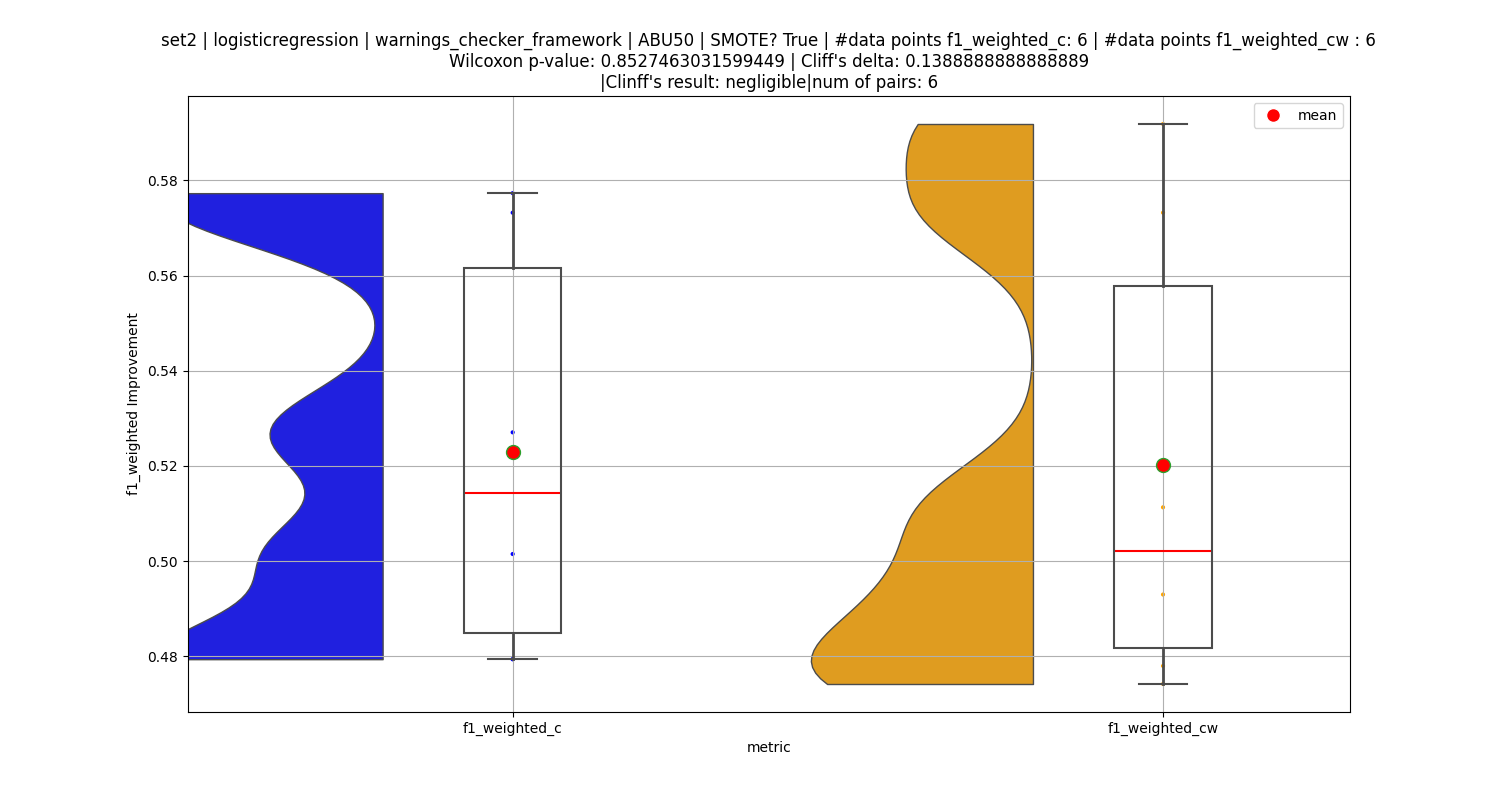 set2 | logisticregression | warnings_checker_framework | ABU50 | SMOTE? True | #data points f1_weighted_c: 6 | #data points f1_weighted_cw : 6
Wilcoxon p-value: 0.8527463031599449 | Cliff's delta: 0.1388888888888889
|Clinff's result: negligible|num of pairs: 6
mean
0.58
0.56
0.54
0.52
0.50
0.48
f1_weighted Improvement
f1_weighted_c
f1_weighted_cw
metric